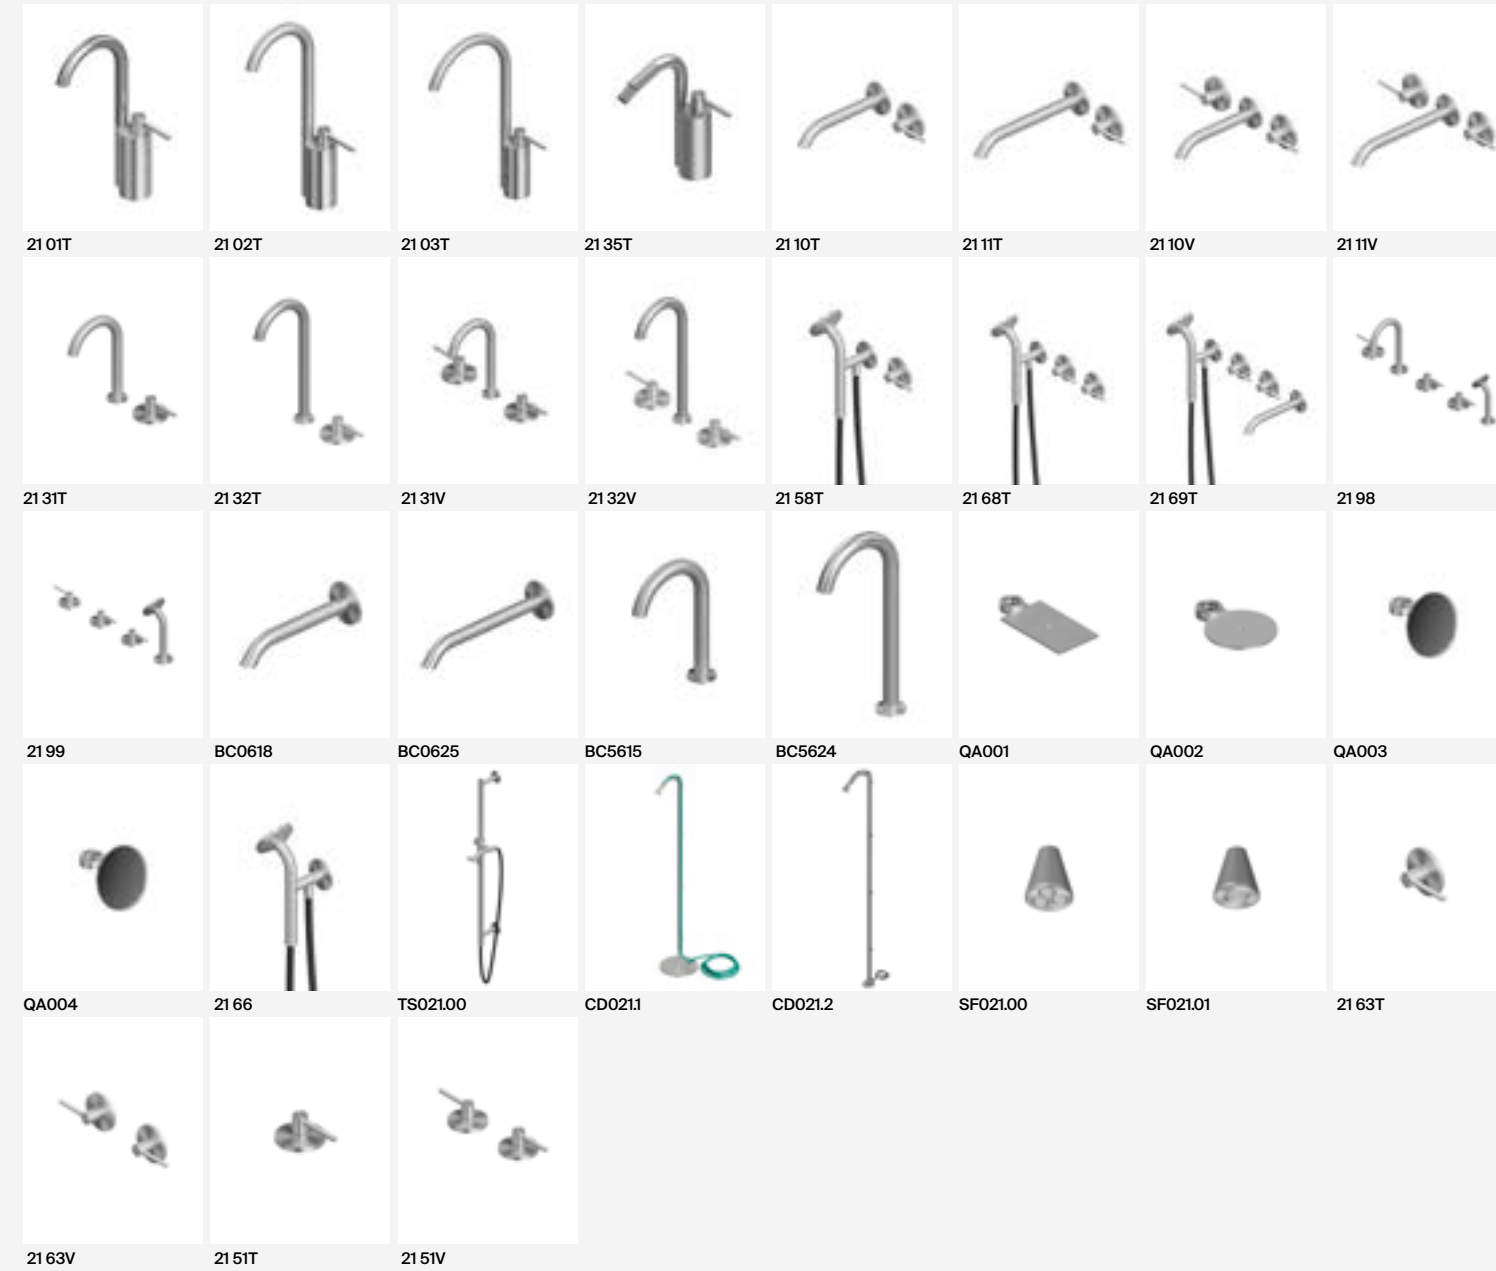 21 01T
21 02T
21 03T
21 35T
21 10T
21 11T
21 10V
21 11V
21 31T
21 32T
21 31V
21 32V
21 58T
21 68T
21 69T
21 98
21 99
BC0618
BC0625
BC5615
BC5624
QA001
QA002
QA003
QA004
21 66
TS021.00
CD021.1
CD021.2
SF021.00
SF021.01
21 63T
21 63V
21 51T
21 51V